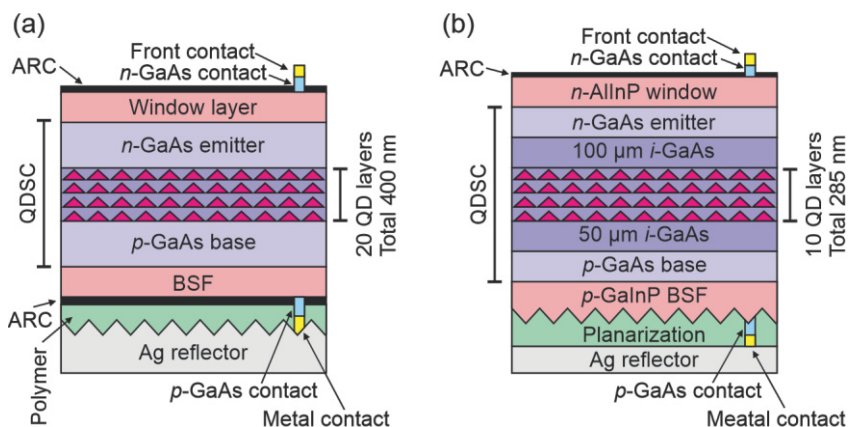 (a)
Front contact
n-GaAs contact
ARC
Window layer
n-GaAs emitter
QDSC
20 QD layers
Total 400 nm
p-GaAs base
BSF
ARC
Polymer
Ag reflector
p-GaAs contact
Metal contact
(b)
Front contact
n-GaAs contact
ARC
n-AlInP window
n-GaAs emitter
100 µm i-GaAs
QDSC
10 QD layers
Total 285 nm
50 µm i-GaAs
p-GaAs base
p-GaInP BSF
Planarization
Ag reflector
p-GaAs contact
Meatal contact